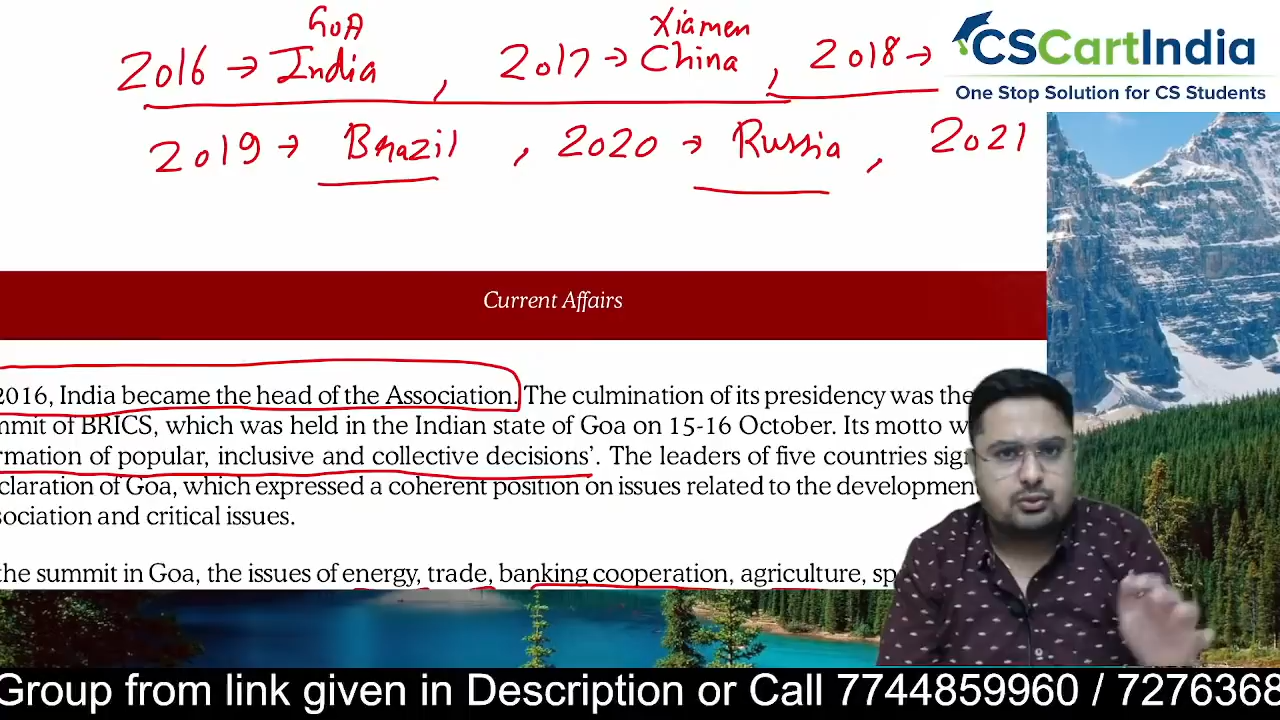 GOA Xiamen
2016 → India , 2017 → China , 2018 →
2019 → Brazil , 2020 → Russia , 2021
CSCartIndia
One Stop Solution for CS Students
Current Affairs
2016, India became the head of the Association. The culmination of its presidency was the
mmit of BRICS, which was held in the Indian state of Goa on 15-16 October. Its motto w
rmation of popular, inclusive and collective decisions’. The leaders of five countries sig
claration of Goa, which expressed a coherent position on issues related to the developmen
sociation and critical issues.
the summit in Goa, the issues of energy, trade, banking cooperation, agriculture, sp
Group from link given in Description or Call 7744859960 / 7276368